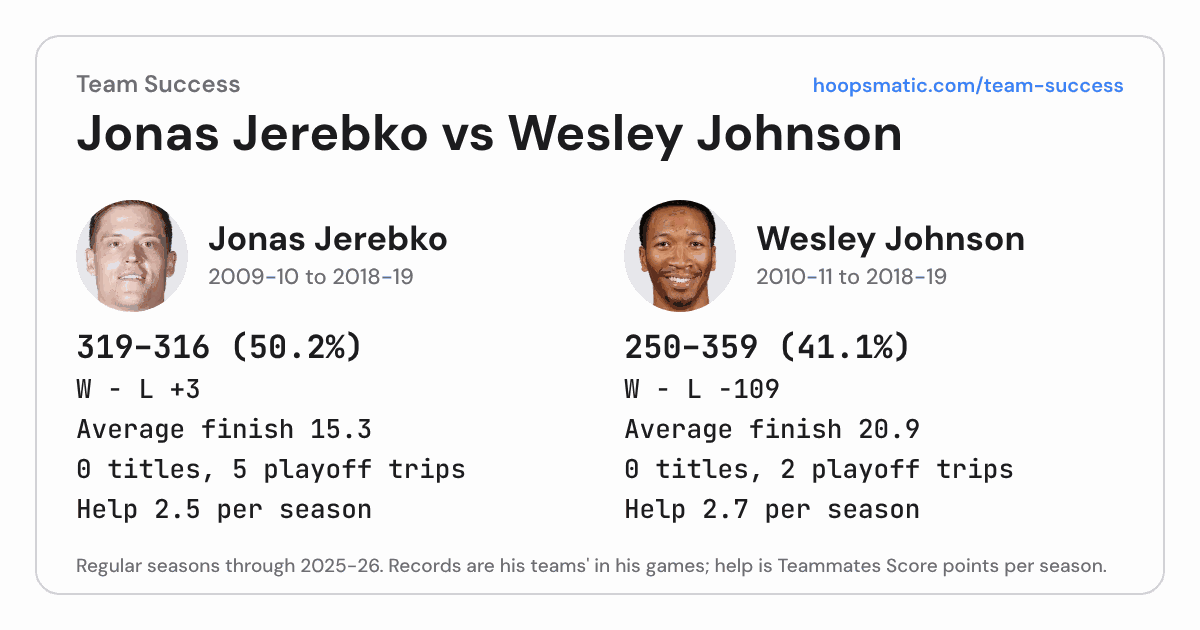 Team Success
hoopsmatic.com/team-success
Jonas Jerebko vs Wesley Johnson
Jonas Jerebko
2009–10 to 2018–19
319–316 (50.2%)
W - L +3
Average finish 15.3
0 titles, 5 playoff trips
Help 2.5 per season
Wesley Johnson
2010–11 to 2018–19
250–359 (41.1%)
W - L -109
Average finish 20.9
0 titles, 2 playoff trips
Help 2.7 per season
Regular seasons through 2025-26. Records are his teams' in his games; help is Teammates Score points per season.